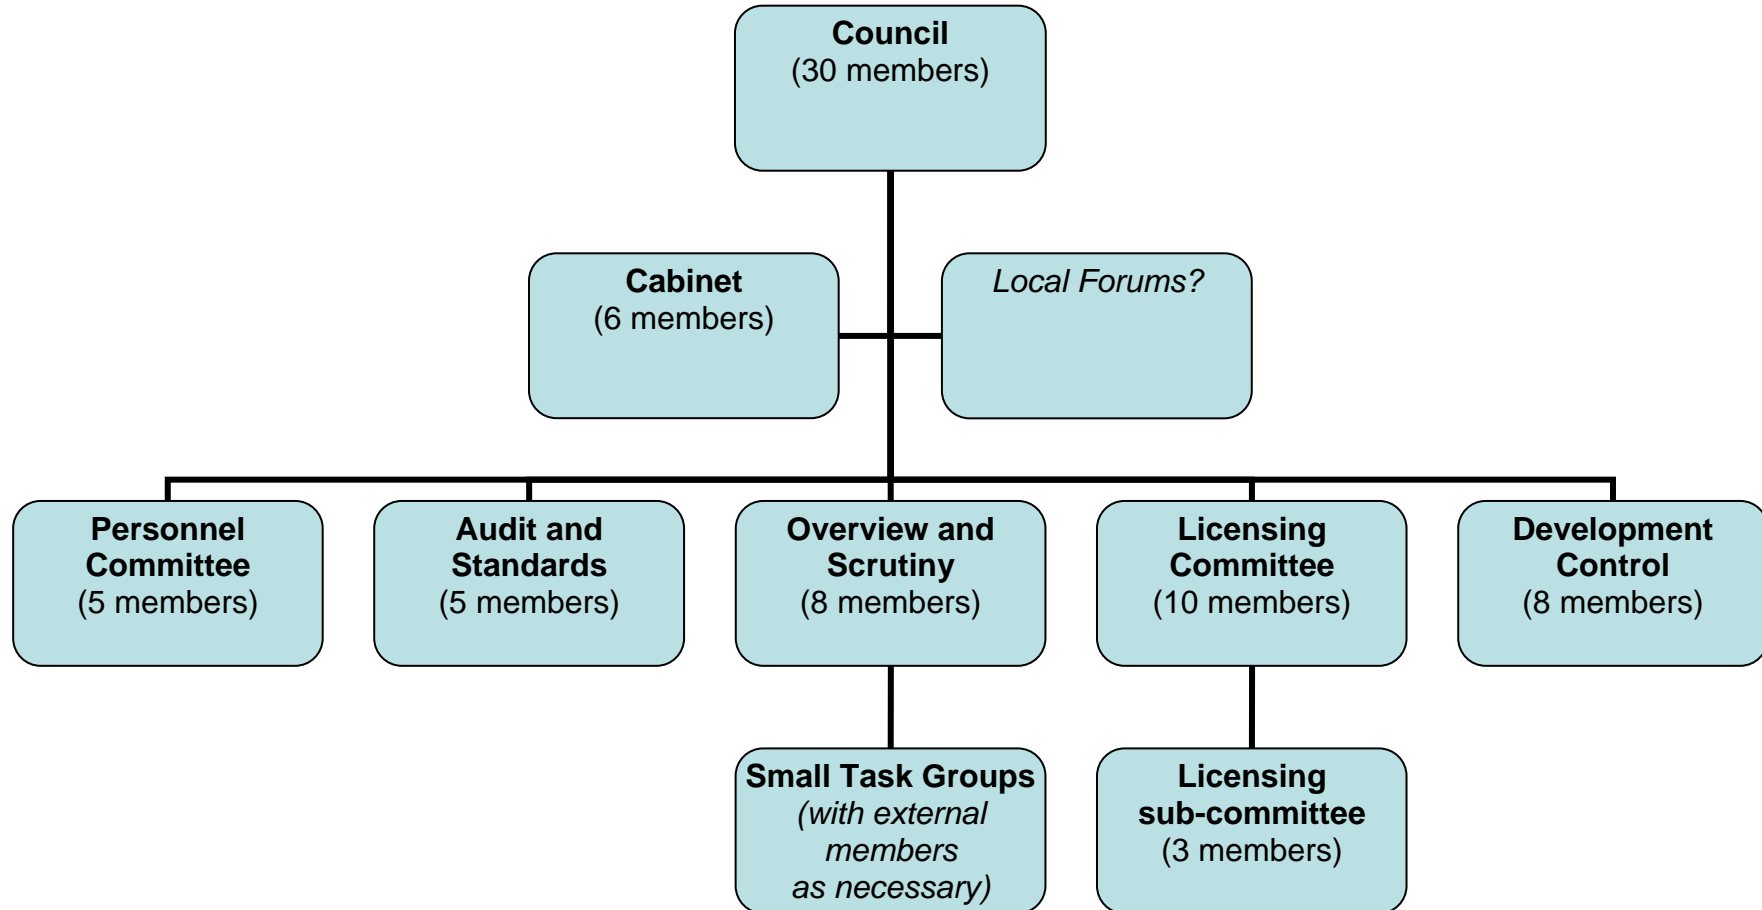 Council
(30 members)
Cabinet
(6 members)
Local Forums?
Personnel
Committee
(5 members)
Audit and
Standards
(5 members)
Overview and
Scrutiny
(8 members)
Licensing
Committee
(10 members)
Development
Control
(8 members)
Small Task Groups
(with external
members
as necessary)
Licensing
sub-committee
(3 members)